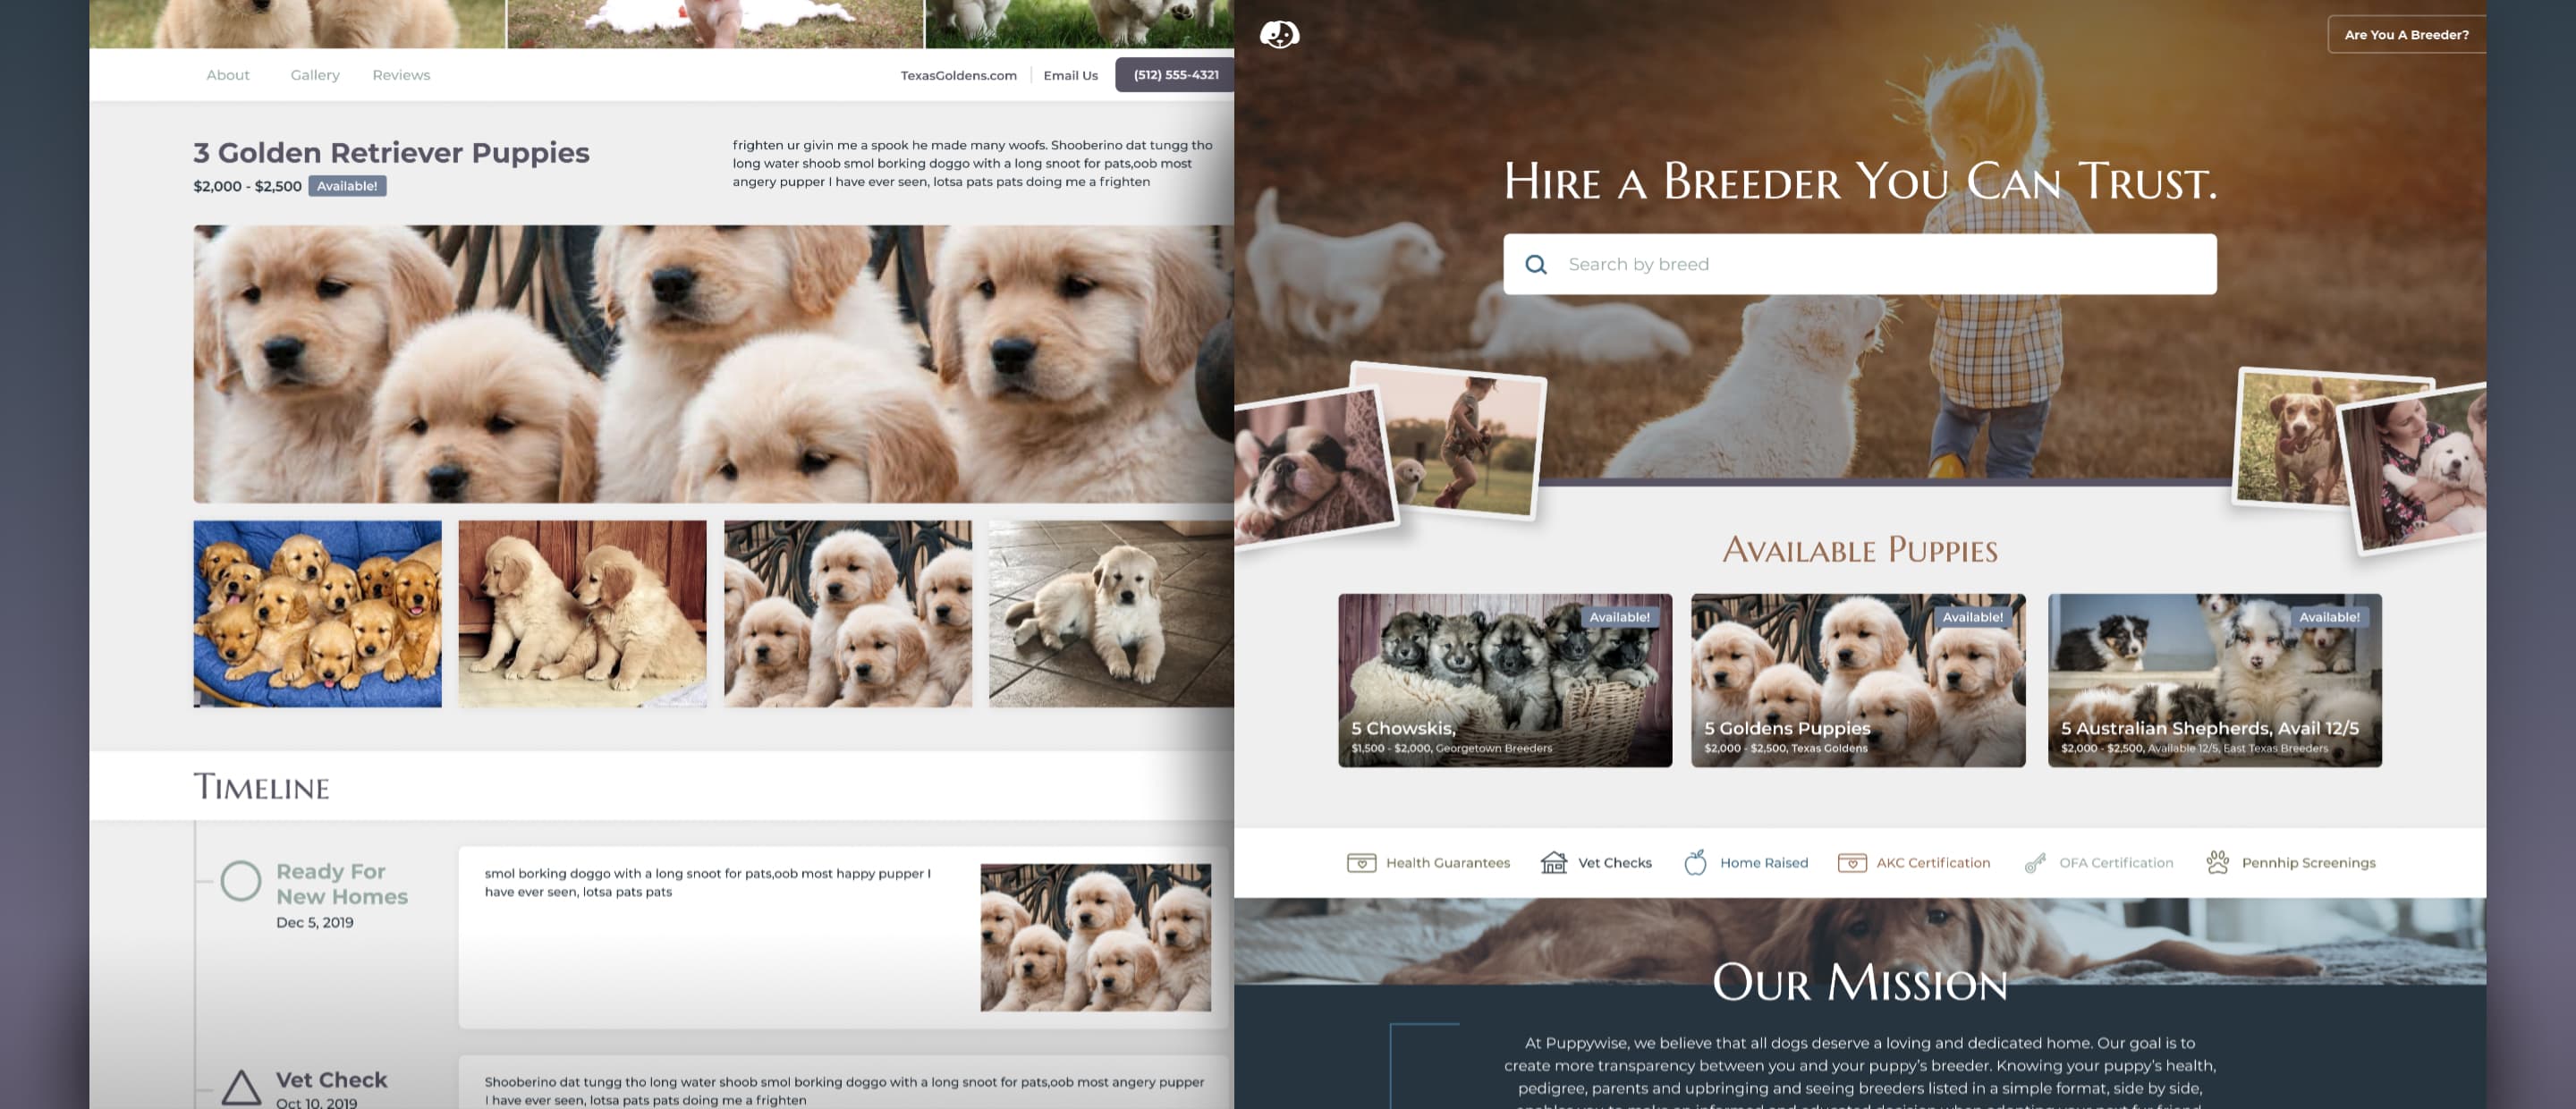 About Gallery Reviews
TexasGoldens.com Email Us (512) 555-4321
3 Golden Retriever Puppies
$2,000 - $2,500 Available!
frighten ur givin me a spook he made many woofs. Shooberino dat tungg tho
long water shoob smol borking doggo with a long snoot for pats,oob most
angery pupper I have ever seen, lotsa pats pats doing me a frighten
Timeline
Ready For
New Homes
Dec 5, 2019
smol borking doggo with a long snoot for pats,oob most happy pupper I
have ever seen, lotsa pats pats
Vet Check
Oct 10, 2019
Shooberino dat tungg tho long water shoob smol borking doggo with a long snoot for pats,oob most angery pupper
I have ever seen, lotsa pats pats doing me a frighten
Are You A Breeder?
Hire a Breeder You Can Trust.
Search by breed
Available Puppies
Available!
5 Chowskis,
$1,500 - $2,000, Georgetown Breeders
Available!
5 Goldens Puppies
$2,000 - $2,500, Texas Goldens
Available!
5 Australian Shepherds, Avail 12/5
$2,000 - $2,500, Available 12/5, East Texas Breeders
Health Guarantees Vet Checks Home Raised AKC Certification OFA Certification Pennhip Screenings
Our Mission
At Puppywise, we believe that all dogs deserve a loving and dedicated home. Our goal is to
create more transparency between you and your puppy's breeder. Knowing your puppy's health,
pedigree, parents and upbringing and seeing breeders listed in a simple format, side by side,